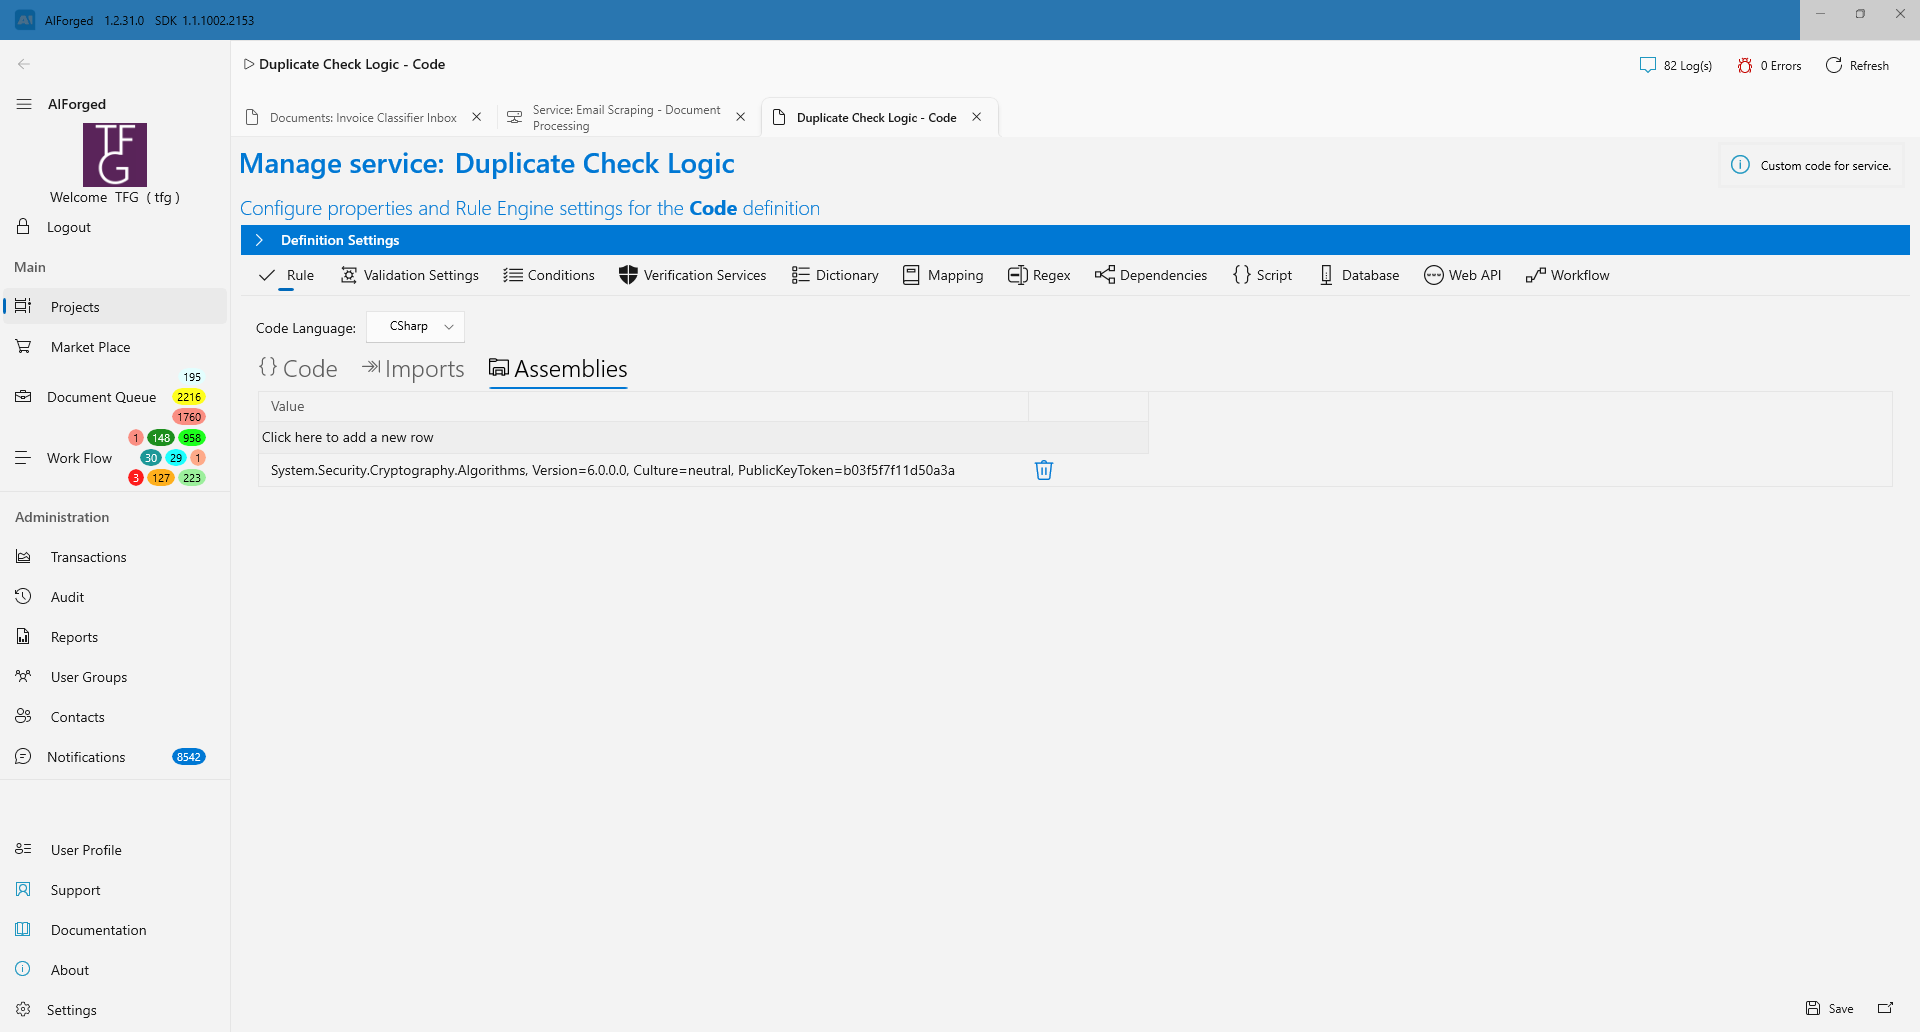 AIForged 1.2.31.0 SDK 1.1.1002.2153
Duplicate Check Logic - Code
82 Log(s)
0 Errors
Refresh
AIForged
TFG
Welcome TFG ( tfg )
Logout
Main
Projects
Market Place
195
Document Queue 2216
1760
1 148 958
Work Flow 30 29 1
3 127 223
Administration
Transactions
Audit
Reports
User Groups
Contacts
Notifications 8542
User Profile
Support
Documentation
About
Settings
Documents: Invoice Classifier Inbox
Service: Email Scraping - Document
Processing
Duplicate Check Logic - Code
Manage service: Duplicate Check Logic
Custom code for service.
Configure properties and Rule Engine settings for the Code definition
Definition Settings
Rule
Validation Settings
Conditions
Verification Services
Dictionary
Mapping
Regex
Dependencies
Script
Database
Web API
Workflow
Code Language: CSharp
Code
Imports
Assemblies
Value
Click here to add a new row
System.Security.Cryptography.Algorithms, Version=6.0.0.0, Culture=neutral, PublicKeyToken=b03f5f7f11d50a3a
Save